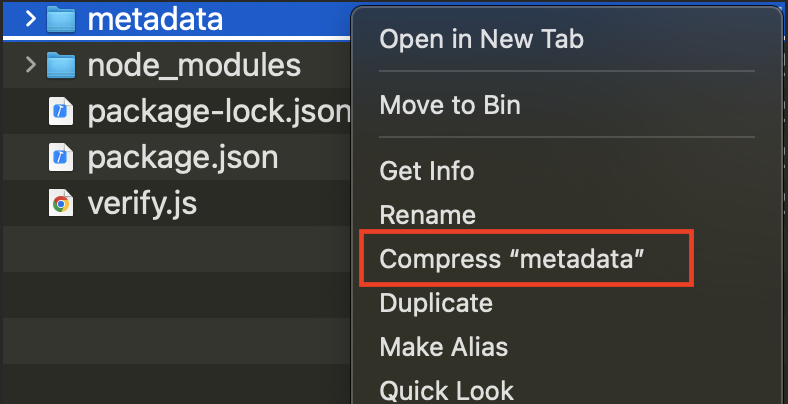 metadata
node_modules
package-lock.json
package.json
verify.js
Open in New Tab
Move to Bin
Get Info
Rename
Compress “metadata”
Duplicate
Make Alias
Quick Look